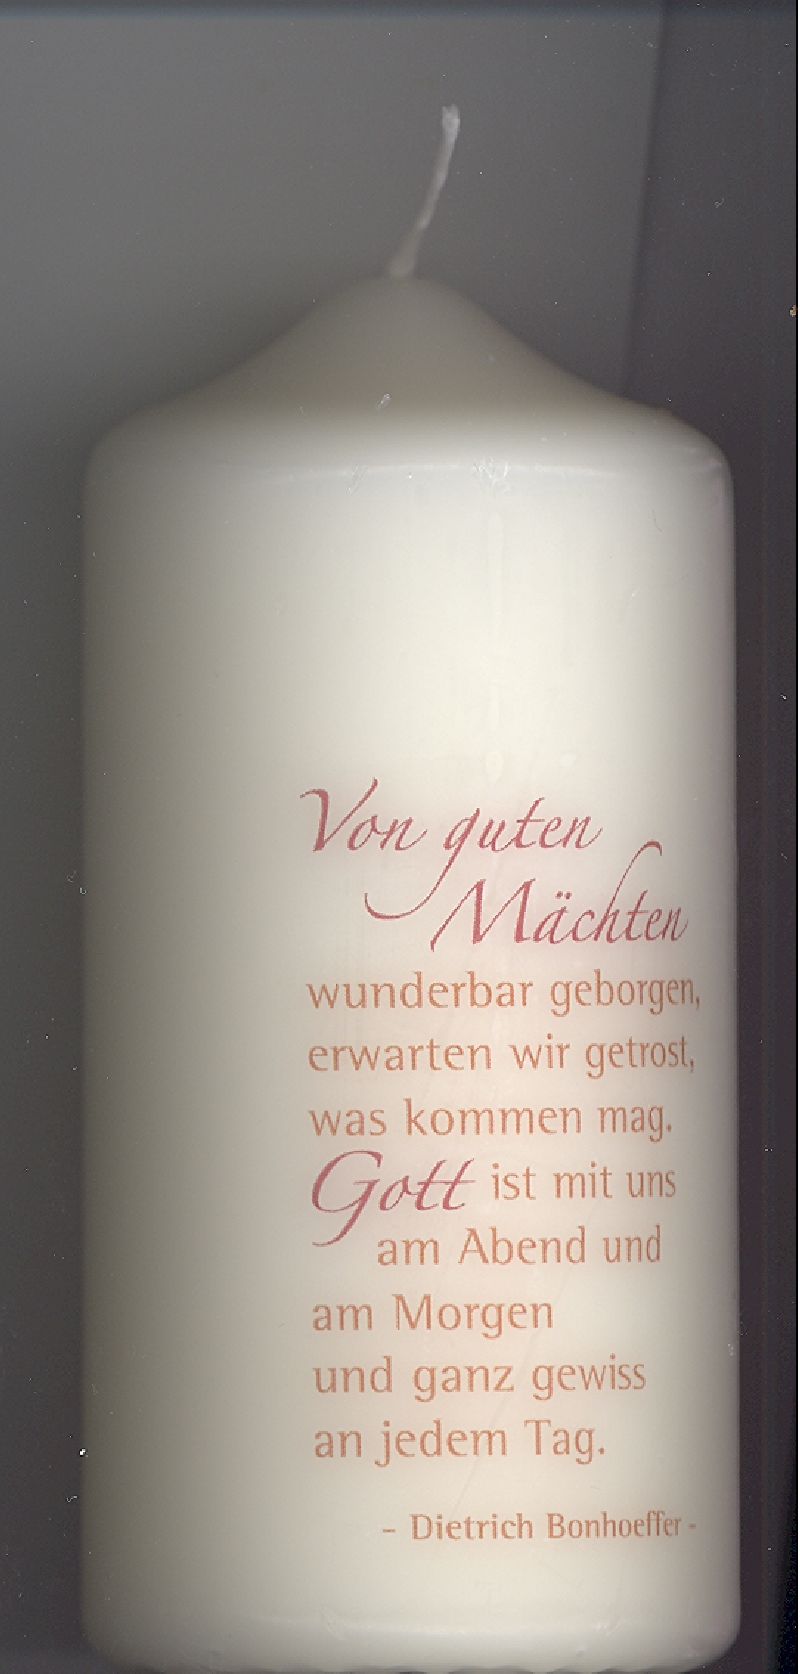 Von guten
Mächten
wunderbar geborgen,
erwarten wir getrost,
was kommen mag.
Gott ist mit uns
am Abend und
am Morgen
und ganz gewiss
an jedem Tag.
- Dietrich Bonhoeffer -